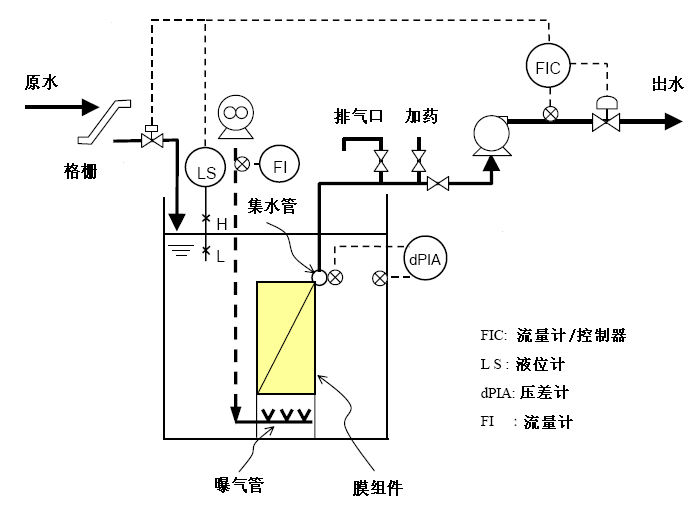 FIC
原水
出水
排气口 加药
格栅
LS
FI
集水管
H
L
dPIA
FIC: 流量计/控制器
L S : 液位计
dPIA: 压差计
FI : 流量计
曝气管
膜组件